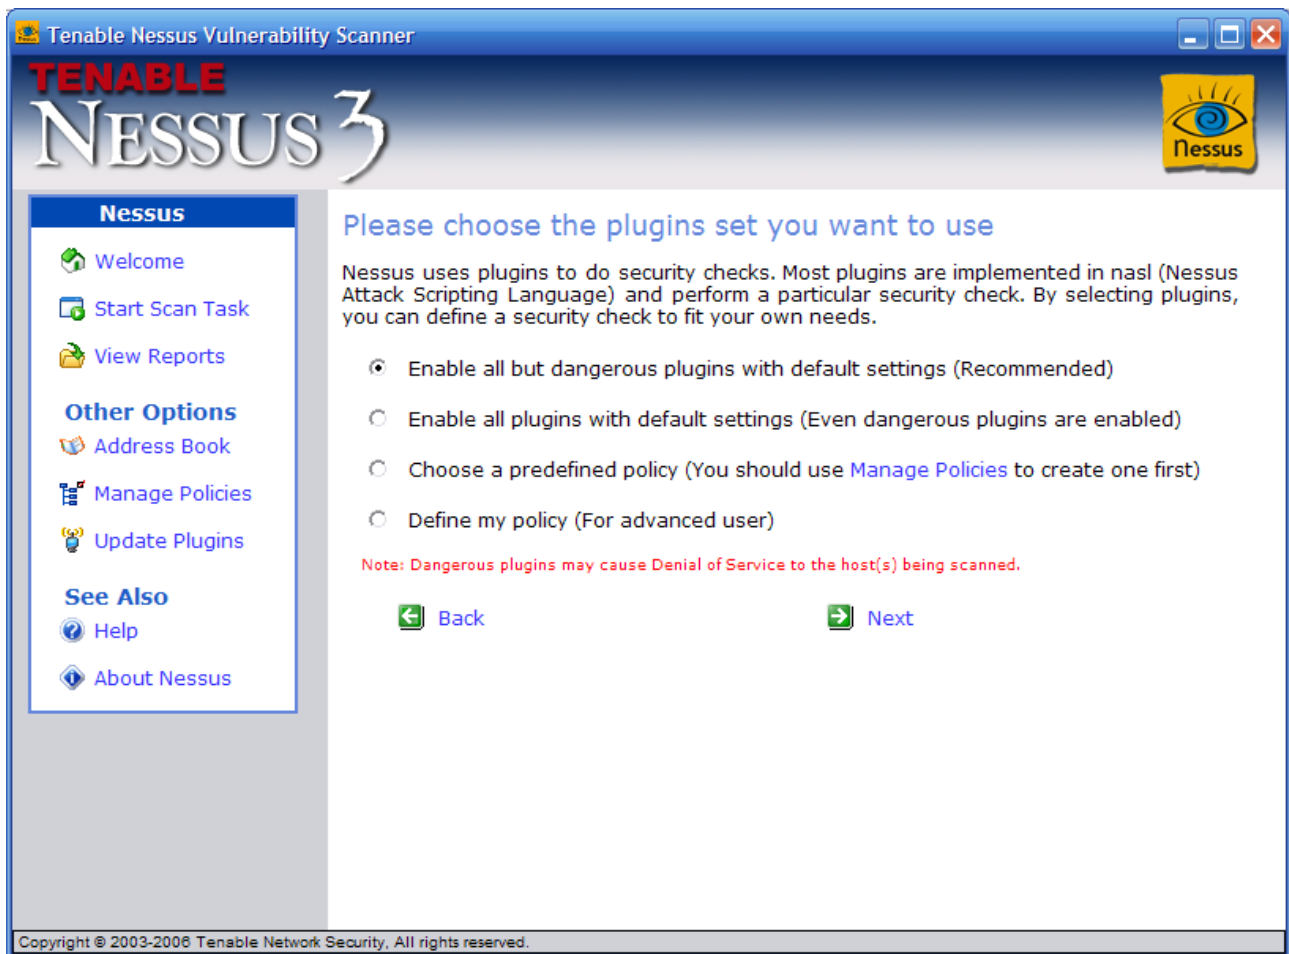 Tenable Nessus Vulnerability Scanner
TENABLE
NESSUS 3
Nessus
Nessus
Welcome
Start Scan Task
View Reports
Other Options
Address Book
Manage Policies
Update Plugins
See Also
Help
About Nessus
Please choose the plugins set you want to use
Nessus uses plugins to do security checks. Most plugins are implemented in nasl (Nessus
Attack Scripting Language) and perform a particular security check. By selecting plugins,
you can define a security check to fit your own needs.
Enable all but dangerous plugins with default settings (Recommended)
Enable all plugins with default settings (Even dangerous plugins are enabled)
Choose a predefined policy (You should use Manage Policies to create one first)
Define my policy (For advanced user)
Note: Dangerous plugins may cause Denial of Service to the host(s) being scanned.
Back
Next
Copyright © 2003-2006 Tenable Network Security, All rights reserved.